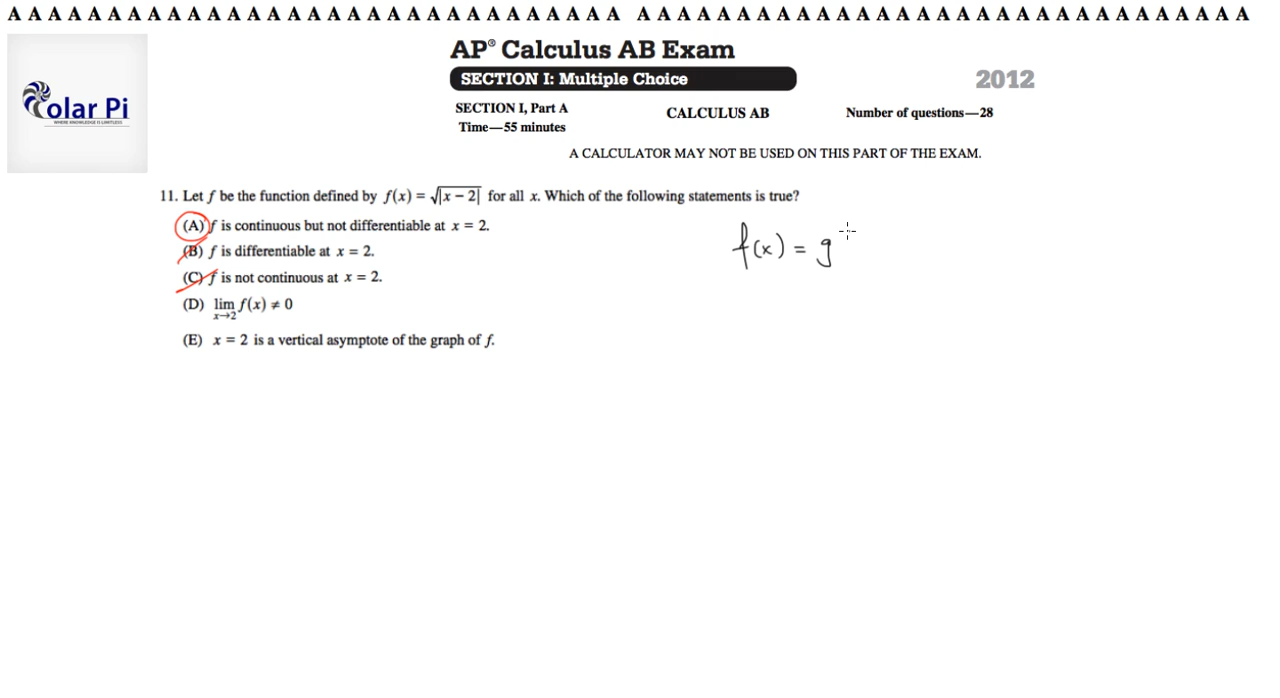 A A A A A A A A A A A A A A A A A A A A A A A A A A A A A A A A A A A A A A A A A A A A A A A A A A A A A A A A A A A A A A
olar Pi
WHERE KNOWLEDGE IS LIMITLESS
AP® Calculus AB Exam
SECTION I: Multiple Choice
2012
SECTION I, Part A
Time—55 minutes
CALCULUS AB
Number of questions—28
A CALCULATOR MAY NOT BE USED ON THIS PART OF THE EXAM.
11. Let f be the function defined by f(x) = √|x − 2| for all x. Which of the following statements is true?
(A) f is continuous but not differentiable at x = 2.
(B) f is differentiable at x = 2.
(C) f is not continuous at x = 2.
(D) lim x→2 f(x) ≠ 0
(E) x = 2 is a vertical asymptote of the graph of f.
f(x) = g